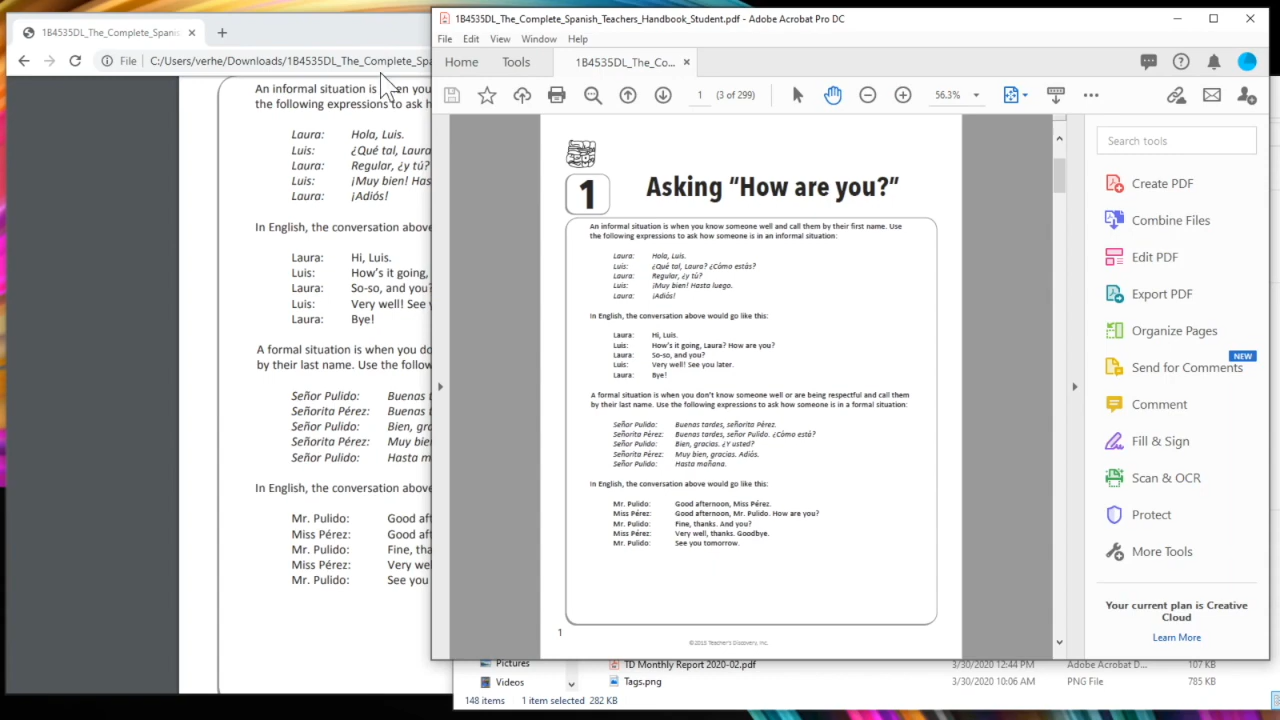 1B4535DL_The_Complete_Spanis
File
C:/Users/verhe/Downloads/1B4535DL_The_Complete_Spa
An informal situation is
en you
the following expressions to ask h
Laura: Hola, Luis.
Luis: ¿Qué tal, Laura
Laura: Regular, ¿y tú?
Luis: ¡Muy bien! Has
Laura: ¡Adiós!
In English, the conversation above
Laura: Hi, Luis.
Luis: How's it going,
Laura: So-so, and you?
Luis: Very well! See y
Laura: Bye!
A formal situation is when you do
by their last name. Use the follow
Señor Pulido: Buenas t
Señorita Pérez: Buenas t
Señor Pulido: Bien, gra
Señorita Pérez: Muy bien
Señor Pulido: Hasta m
In English, the conversation above
Mr. Pulido: Good aft
Miss Pérez: Good aft
Mr. Pulido: Fine, tha
Miss Pérez: Very wel
Mr. Pulido: See you
1B4535DL_The_Complete_Spanish_Teachers_Handbook_Student.pdf - Adobe Acrobat Pro DC
File Edit View Window Help
Home Tools 1B4535DL_The_Co...
1 (3 of 299) 56.3%
1 Asking “How are you?”
An informal situation is when you know someone well and call them by their first name. Use
the following expressions to ask how someone is in an informal situation:
Laura: Hola, Luis.
Luis: ¿Qué tal, Laura? ¿Cómo estás?
Laura: Regular, ¿y tú?
Luis: ¡Muy bien! Hasta luego.
Laura: ¡Adiós!
In English, the conversation above would go like this:
Laura: Hi, Luis.
Luis: How's it going, Laura? How are you?
Laura: So-so, and you?
Luis: Very well! See you later.
Laura: Bye!
A formal situation is when you don't know someone well or are being respectful and call them
by their last name. Use the following expressions to ask how someone is in a formal situation:
Señor Pulido: Buenas tardes, señorita Pérez.
Señorita Pérez: Buenas tardes, señor Pulido. ¿Cómo está?
Señor Pulido: Bien, gracias. ¿Y usted?
Señorita Pérez: Muy bien, gracias. Adiós.
Señor Pulido: Hasta mañana.
In English, the conversation above would go like this:
Mr. Pulido: Good afternoon, Miss Pérez.
Miss Pérez: Good afternoon, Mr. Pulido. How are you?
Mr. Pulido: Fine, thanks. And you?
Miss Pérez: Very well, thanks. Goodbye.
Mr. Pulido: See you tomorrow.
1
©2015 Teacher's Discovery, Inc.
Search tools
Create PDF
Combine Files
Edit PDF
Export PDF
Organize Pages
NEW
Send for Comments
Comment
Fill & Sign
Scan & OCR
Protect
More Tools
Your current plan is Creative
Cloud
Learn More
Pictures TD Monthly Report 2020-02.pdf 3/30/2020 12:44 PM Adobe Acrobat D... 107 KB
Videos Tags.png 3/30/2020 10:06 AM PNG File 785 KB
148 items 1 item selected 282 KB